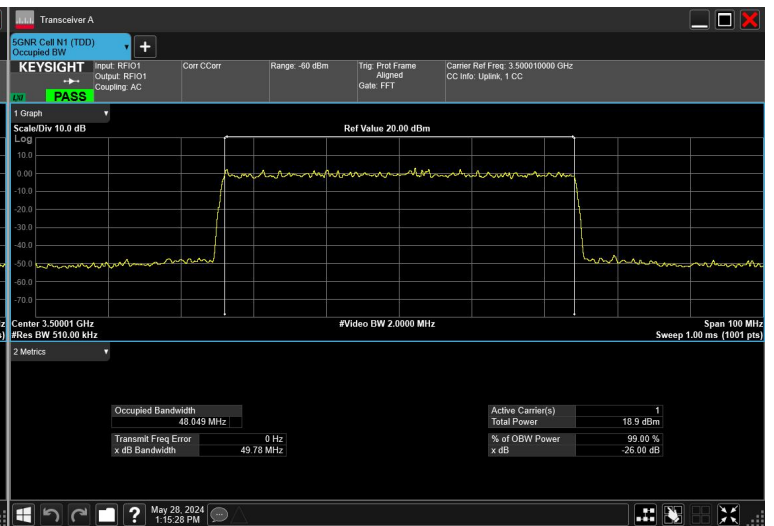 Transceiver A
5GNR Cell N1 (TDD)
Occupied BW
KEYSIGHT
LXI
PASS
Input: RFIO1
Output: RFIO1
Coupling: AC
Corr CCorr
Range: -60 dBm
Trig: Prot Frame
Aligned
Gate: FFT
Carrier Ref Freq: 3.500010000 GHz
CC Info: Uplink, 1 CC
1 Graph
Scale/Div 10.0 dB
Ref Value 20.00 dBm
Log
10.0
0.00
-10.0
-20.0
-30.0
-40.0
-50.0
-60.0
-70.0
Center 3.50001 GHz
#Video BW 2.0000 MHz
Span 100 MHz
#Res BW 510.00 kHz
Sweep 1.00 ms (1001 pts)
2 Metrics
Occupied Bandwidth
48.049 MHz
Transmit Freq Error 0 Hz
x dB Bandwidth 49.78 MHz
Active Carrier(s) 1
Total Power 18.9 dBm
% of OBW Power 99.00 %
x dB -26.00 dB
May 28, 2024
1:15:28 PM